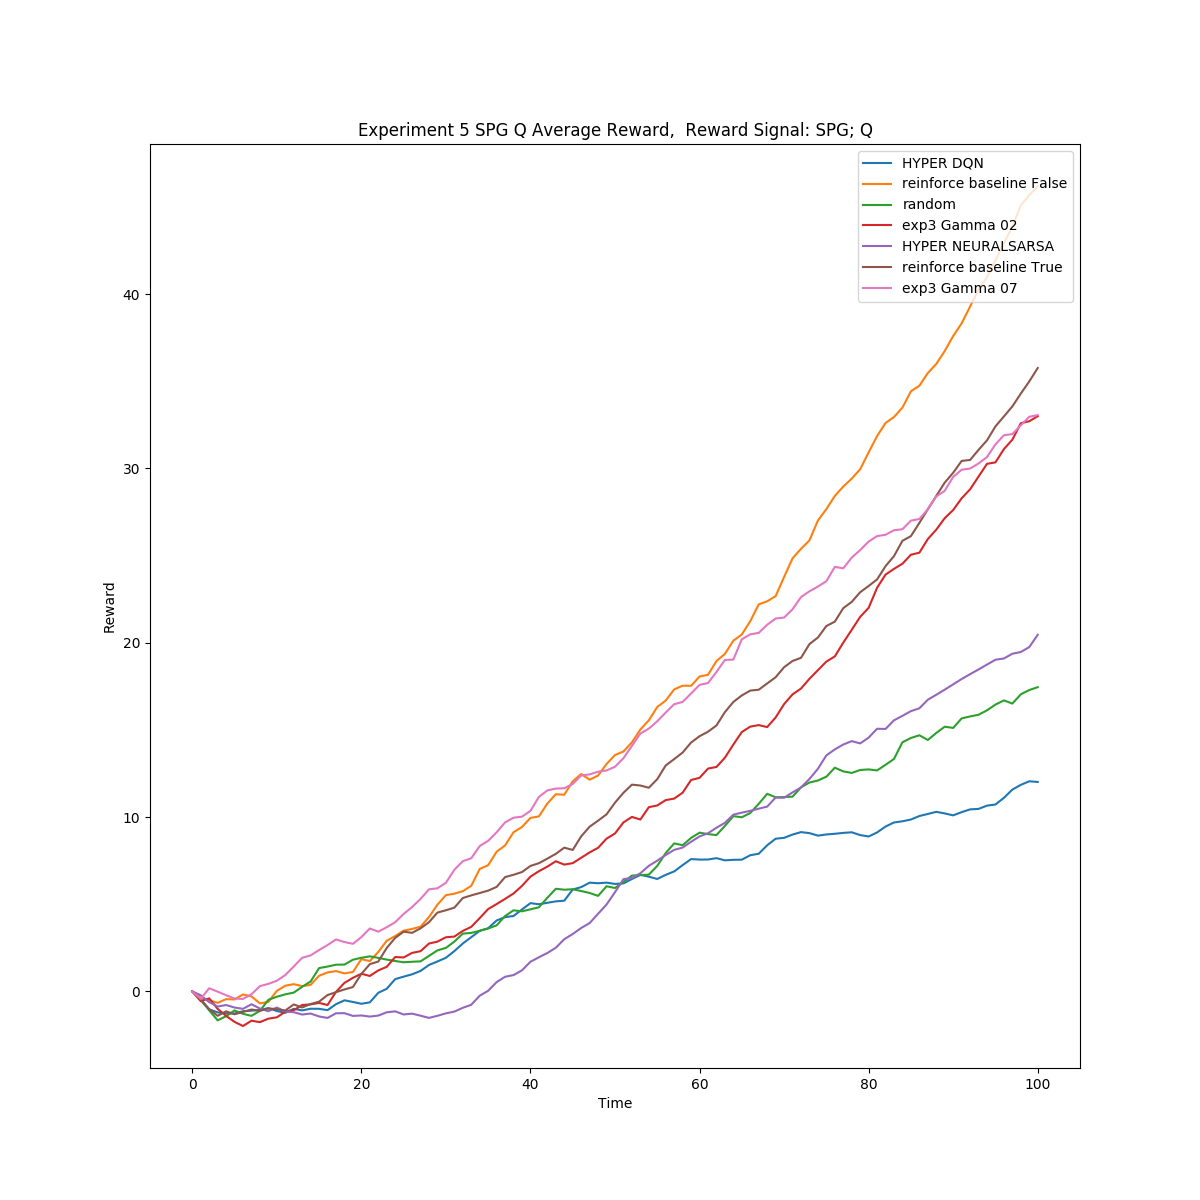 Experiment 5 SPG Q Average Reward,  Reward Signal: SPG; Q
HYPER DQN
reinforce baseline False
random
exp3 Gamma 02
HYPER NEURALSARSA
reinforce baseline True
exp3 Gamma 07
40
30
20
10
0
Reward
0 20 40 60 80 100
Time